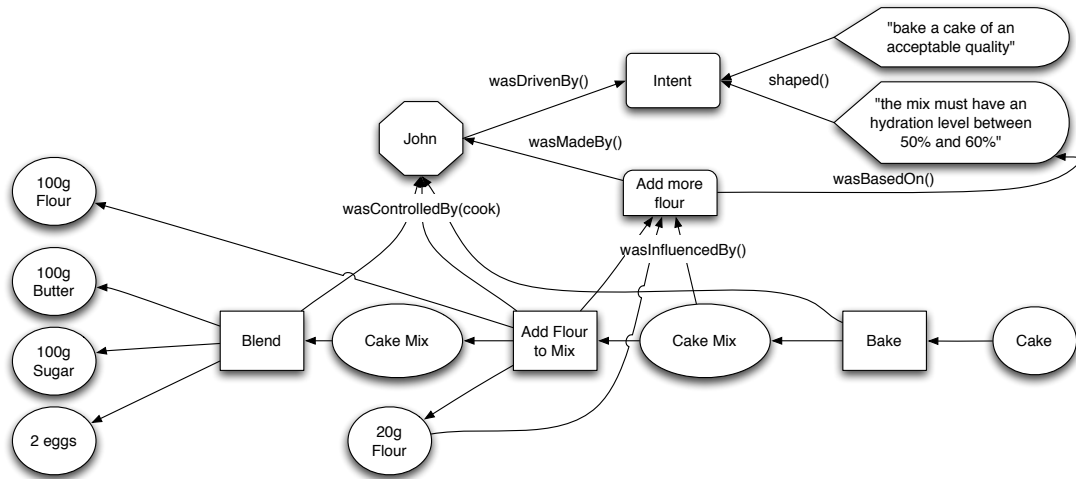 "bake a cake of an
acceptable quality"
wasDrivenBy()
Intent
shaped()
"the mix must have an
hydration level between
50% and 60%"
John
wasMadeBy()
100g
Flour
Add more
flour
wasBasedOn()
wasControlledBy(cook)
wasInfluencedBy()
100g
Butter
Blend
Cake Mix
Add Flour
to Mix
Cake Mix
Bake
Cake
100g
Sugar
2 eggs
20g
Flour